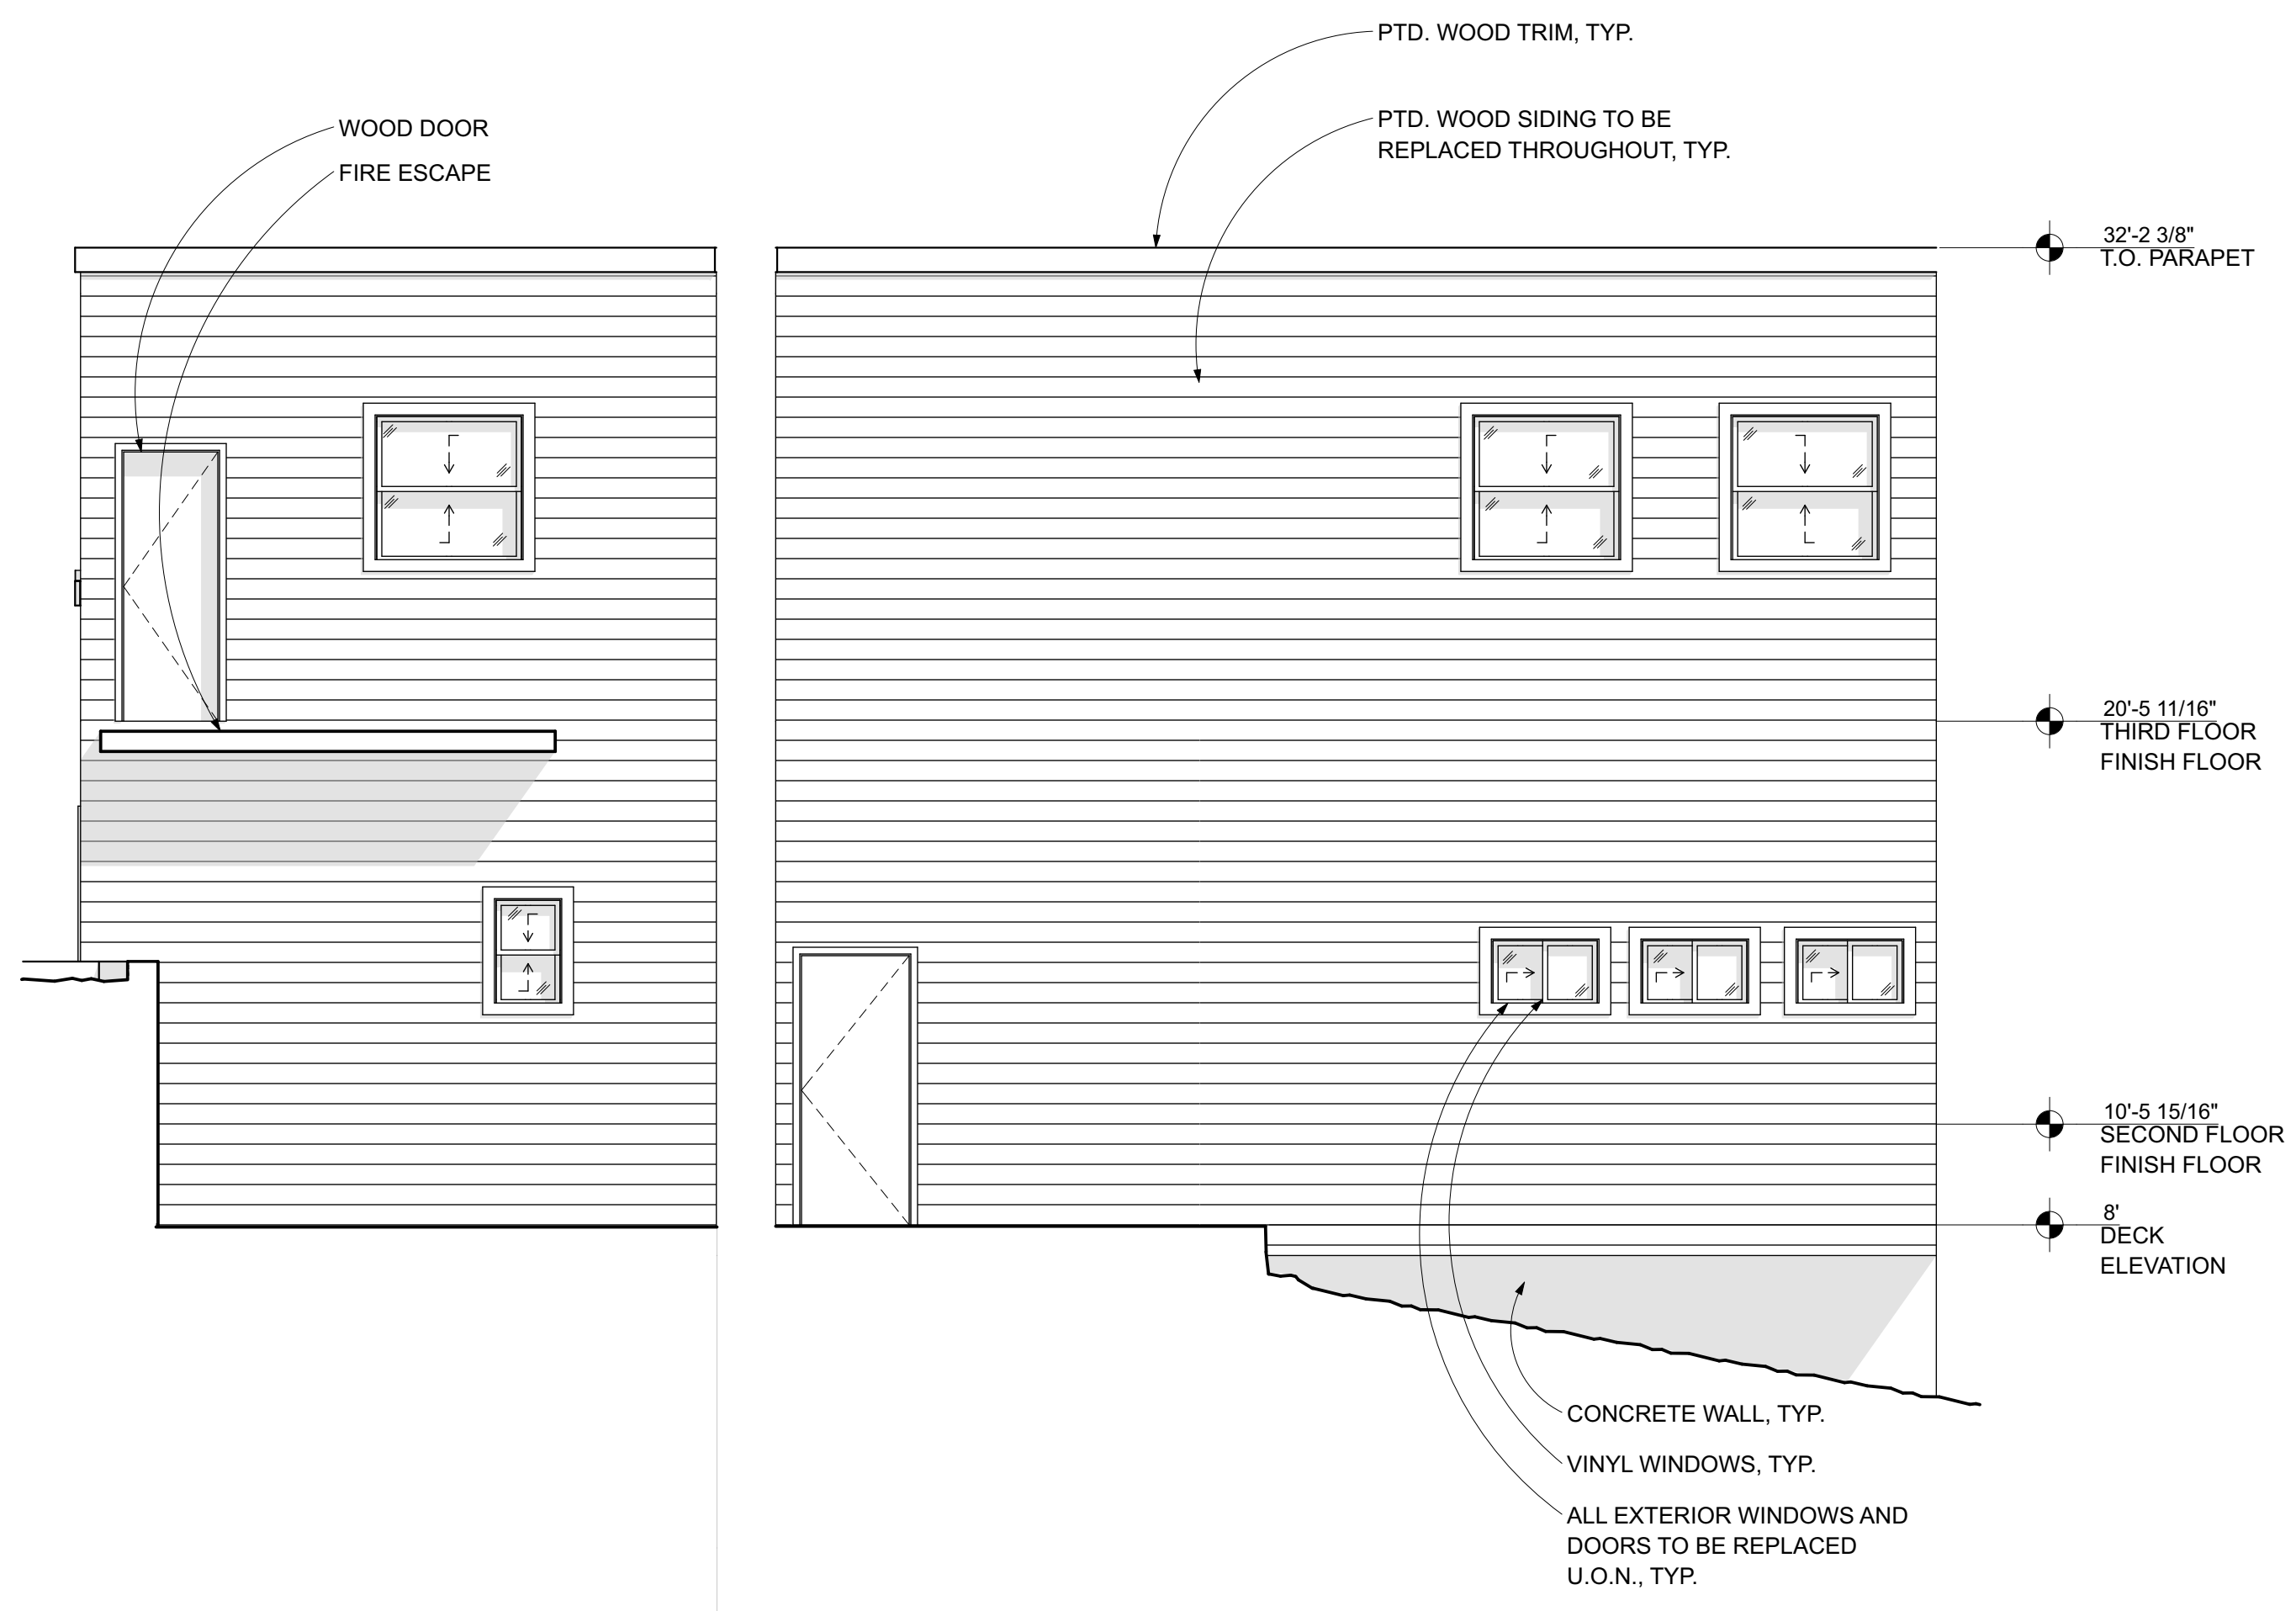 PTD. WOOD TRIM, TYP.
PTD. WOOD SIDING TO BE
REPLACED THROUGHOUT, TYP.
WOOD DOOR
FIRE ESCAPE
32'-2 3/8"
T.O. PARAPET
20'-5 11/16"
THIRD FLOOR
FINISH FLOOR
10'-5 15/16"
SECOND FLOOR
FINISH FLOOR
8'
DECK
ELEVATION
CONCRETE WALL, TYP.
VINYL WINDOWS, TYP.
ALL EXTERIOR WINDOWS AND
DOORS TO BE REPLACED
U.O.N., TYP.